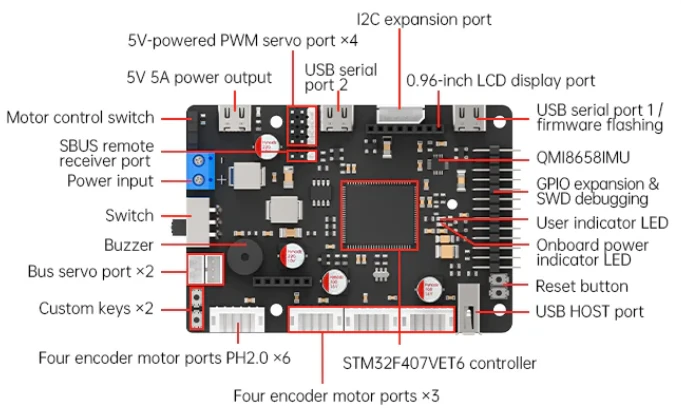 I2C expansion port
5V-powered PWM servo port ×4
5V 5A power output
USB serial
port 2
0.96-inch LCD display port
Motor control switch
SBUS remote
receiver port
Power input
Switch
Buzzer
Bus servo port ×2
Custom keys ×2
Four encoder motor ports PH2.0 ×6
Four encoder motor ports ×3
STM32F407VET6 controller
USB serial port 1 /
firmware flashing
QMI8658IMU
GPIO expansion &
SWD debugging
User indicator LED
Onboard power
indicator LED
Reset button
USB HOST port